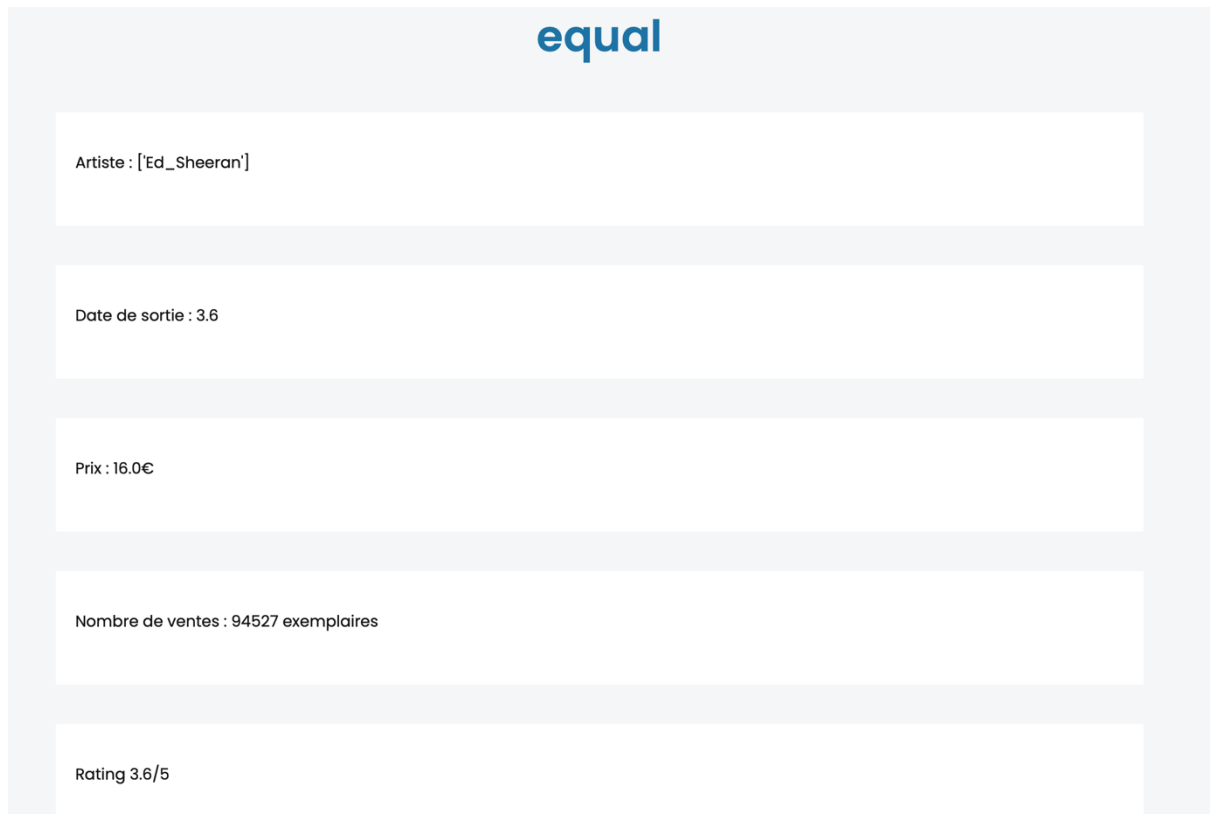 equal
Artiste : ['Ed_Sheeran']
Date de sortie : 3.6
Prix : 16.0€
Nombre de ventes : 94527 exemplaires
Rating 3.6/5